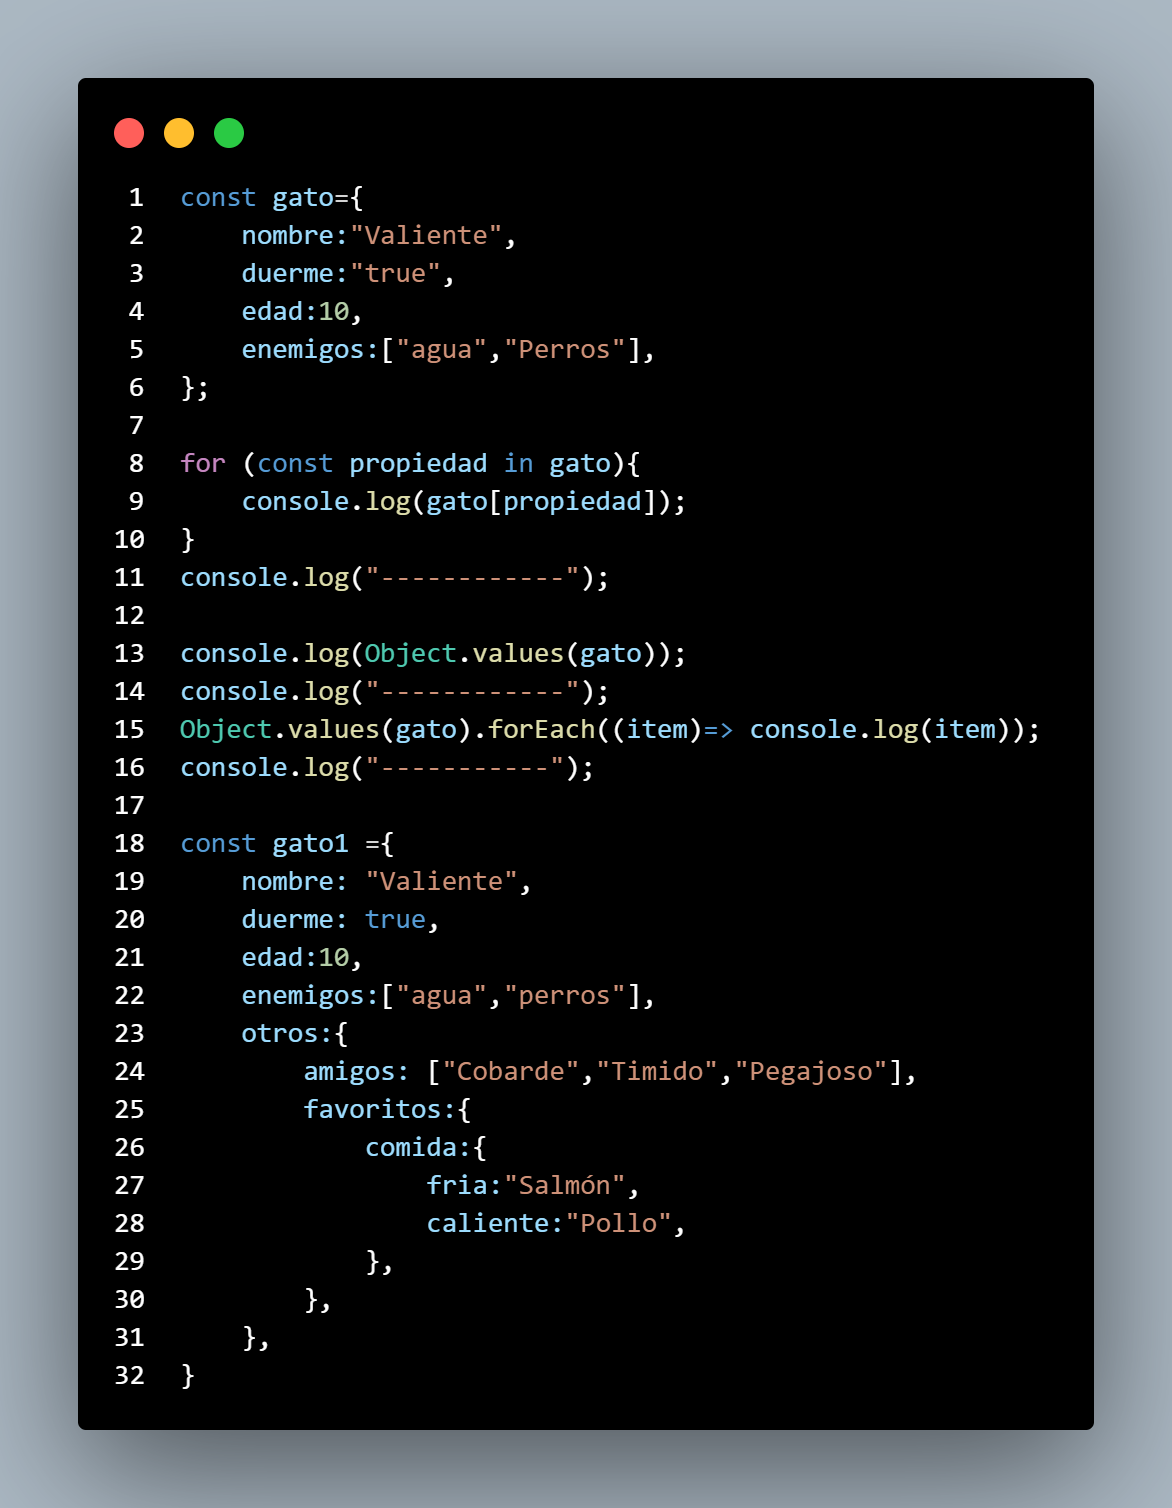 1 const gato={
2     nombre:"Valiente",
3     duerme:"true",
4     edad:10,
5     enemigos:["agua","Perros"],
6 };
7
8 for (const propiedad in gato){
9     console.log(gato[propiedad]);
10 }
11 console.log("------------");
12
13 console.log(Object.values(gato));
14 console.log("------------");
15 Object.values(gato).forEach((item)=> console.log(item));
16 console.log("-----------");
17
18 const gato1 ={
19     nombre: "Valiente",
20     duerme: true,
21     edad:10,
22     enemigos:["agua","perros"],
23     otros:{
24         amigos: ["Cobarde","Timido","Pegajoso"],
25         favoritos:{
26             comida:{
27                 fria:"Salmón",
28                 caliente:"Pollo",
29             },
30         },
31     },
32 }